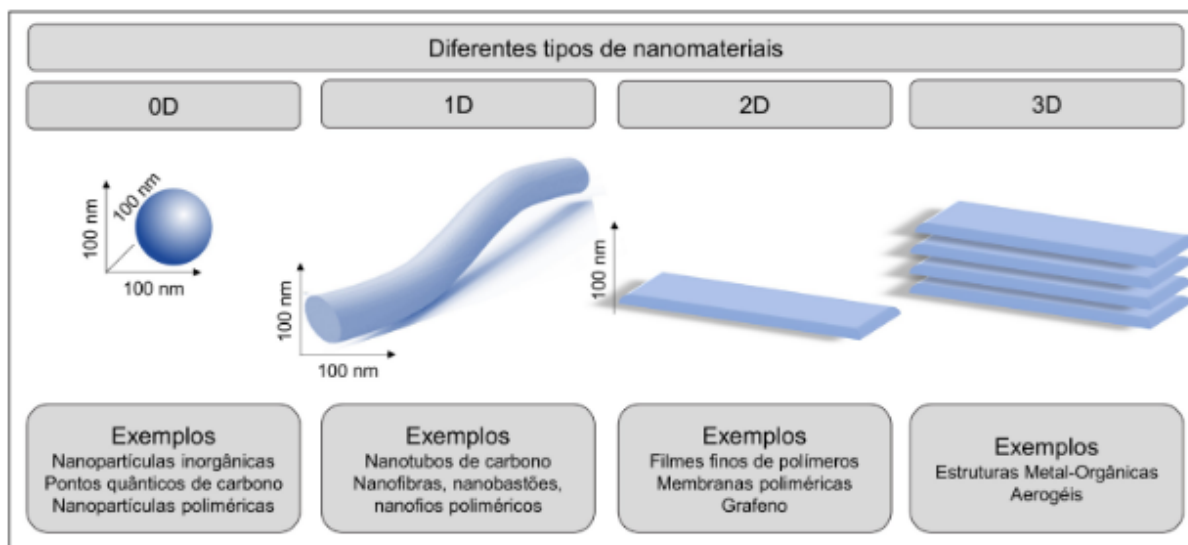 Diferentes tipos de nanomateriais
0D
1D
2D
3D
100 nm
100 nm
100 nm
100 nm
100 nm
100 nm
Exemplos
Nanopartículas inorgânicas
Pontos quânticos de carbono
Nanopartículas poliméricas
Exemplos
Nanotubos de carbono
Nanofibras, nanobastões,
nanofios poliméricos
Exemplos
Filmes finos de polímeros
Membranas poliméricas
Grafeno
Exemplos
Estruturas Metal-Orgânicas
Aerogéis